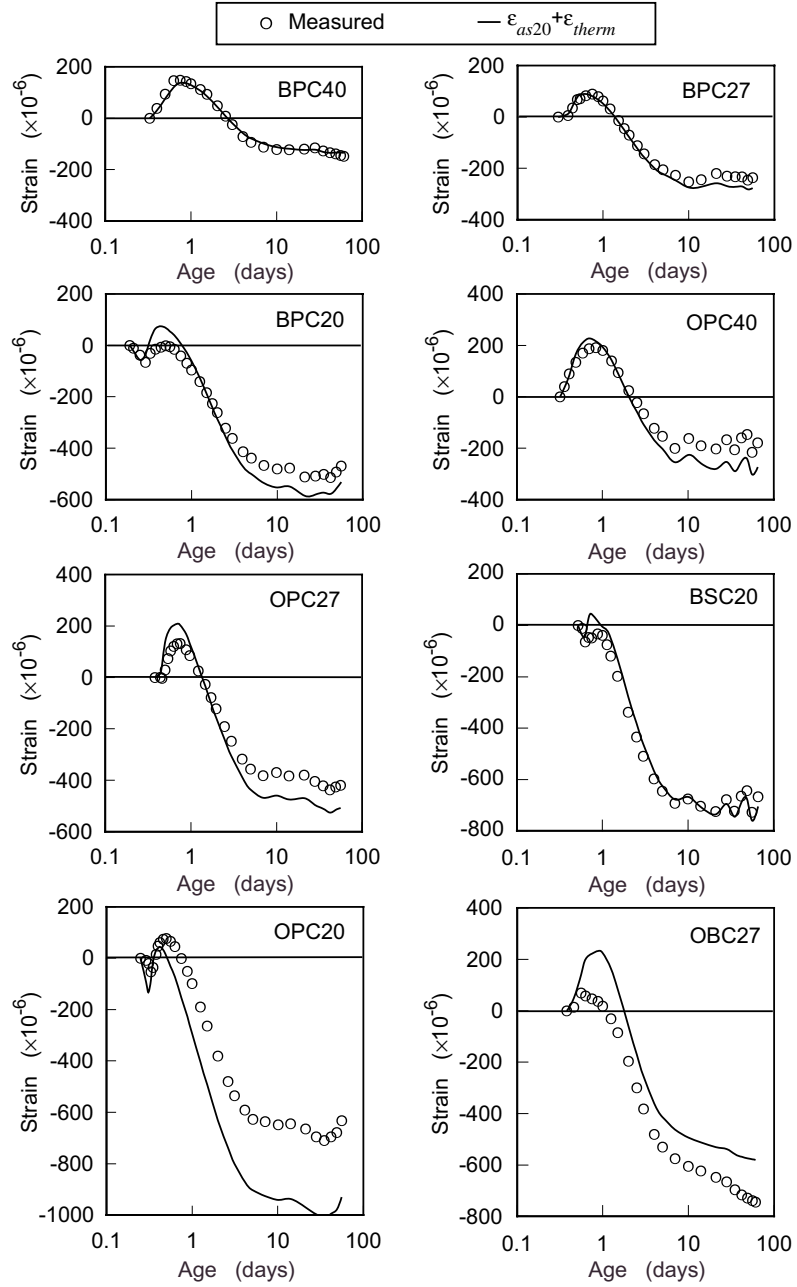 Measured
ε_as20+ε_therm
BPC40
200
0
-200
-400
Strain (×10⁻⁶)
0.1 1 10 100
Age (days)
BPC27
200
0
-200
-400
Strain (×10⁻⁶)
0.1 1 10 100
Age (days)
BPC20
200
0
-200
-400
-600
Strain (×10⁻⁶)
0.1 1 10 100
Age (days)
OPC40
400
200
0
-200
-400
Strain (×10⁻⁶)
0.1 1 10 100
Age (days)
OPC27
400
200
0
-200
-400
-600
Strain (×10⁻⁶)
0.1 1 10 100
Age (days)
BSC20
200
0
-200
-400
-600
-800
Strain (×10⁻⁶)
0.1 1 10 100
Age (days)
OPC20
200
0
-200
-400
-600
-800
-1000
Strain (×10⁻⁶)
0.1 1 10 100
Age (days)
OBC27
400
200
0
-200
-400
-600
-800
Strain (×10⁻⁶)
0.1 1 10 100
Age (days)